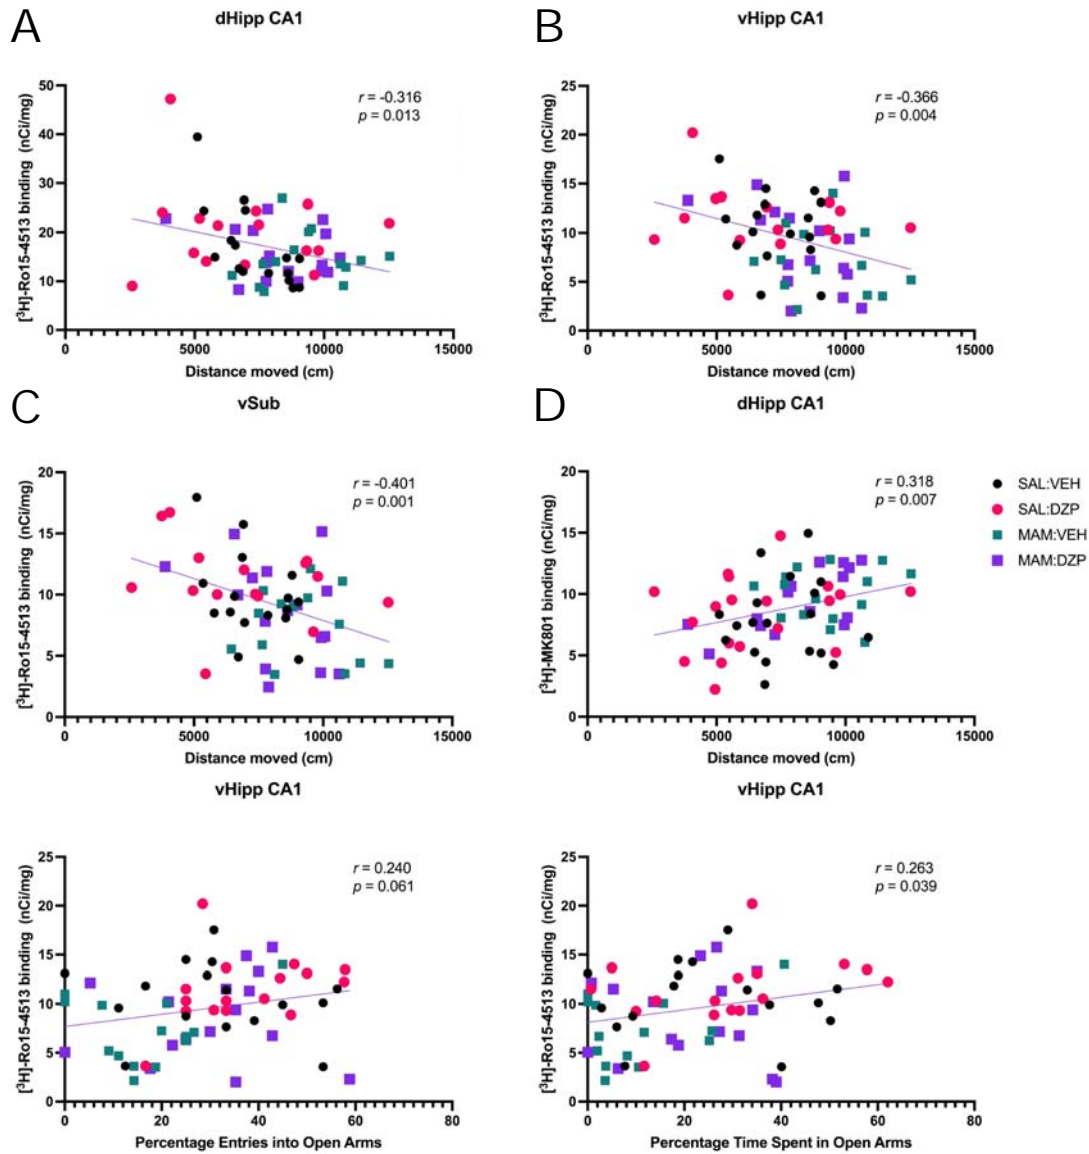 A
dHipp CA1
r = -0.316
p = 0.013
[³H]-Ro15-4513 binding (nCi/mg)
50
40
30
20
10
0
0 5000 10000 15000
Distance moved (cm)
B
vHipp CA1
r = -0.366
p = 0.004
[³H]-Ro15-4513 binding (nCi/mg)
25
20
15
10
5
0
0 5000 10000 15000
Distance moved (cm)
C
vSub
r = -0.401
p = 0.001
[³H]-Ro15-4513 binding (nCi/mg)
20
15
10
5
0
0 5000 10000 15000
Distance moved (cm)
D
dHipp CA1
r = 0.318
p = 0.007
[³H]-MK801 binding (nCi/mg)
20
15
10
5
0
0 5000 10000 15000
Distance moved (cm)
SAL:VEH
SAL:DZP
MAM:VEH
MAM:DZP
vHipp CA1
r = 0.240
p = 0.061
[³H]-Ro15-4513 binding (nCi/mg)
25
20
15
10
5
0
0 20 40 60 80
Percentage Entries into Open Arms
vHipp CA1
r = 0.263
p = 0.039
[³H]-Ro15-4513 binding (nCi/mg)
25
20
15
10
5
0
0 20 40 60 80
Percentage Time Spent in Open Arms